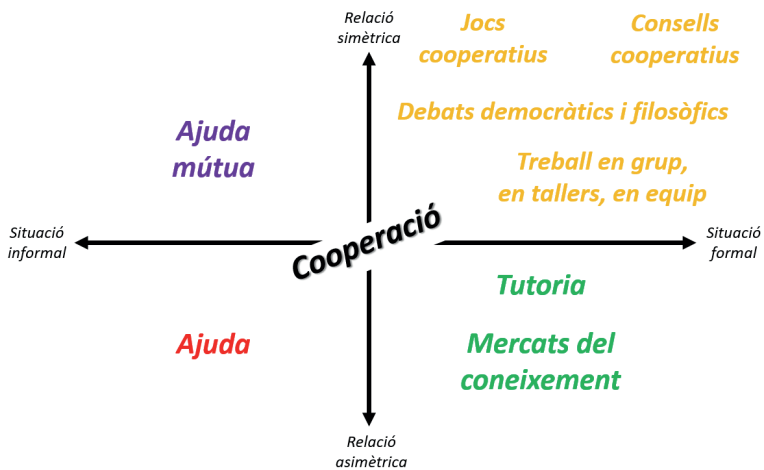 Relació
simètrica
Jocs
cooperatius
Consells
cooperatius
Debats democràtics i filosòfics
Ajuda
mútua
Treball en grup,
en tallers, en equip
Situació
informal
Cooperació
Situació
formal
Tutoria
Ajuda
Mercats del
coneixement
Relació
asimètrica